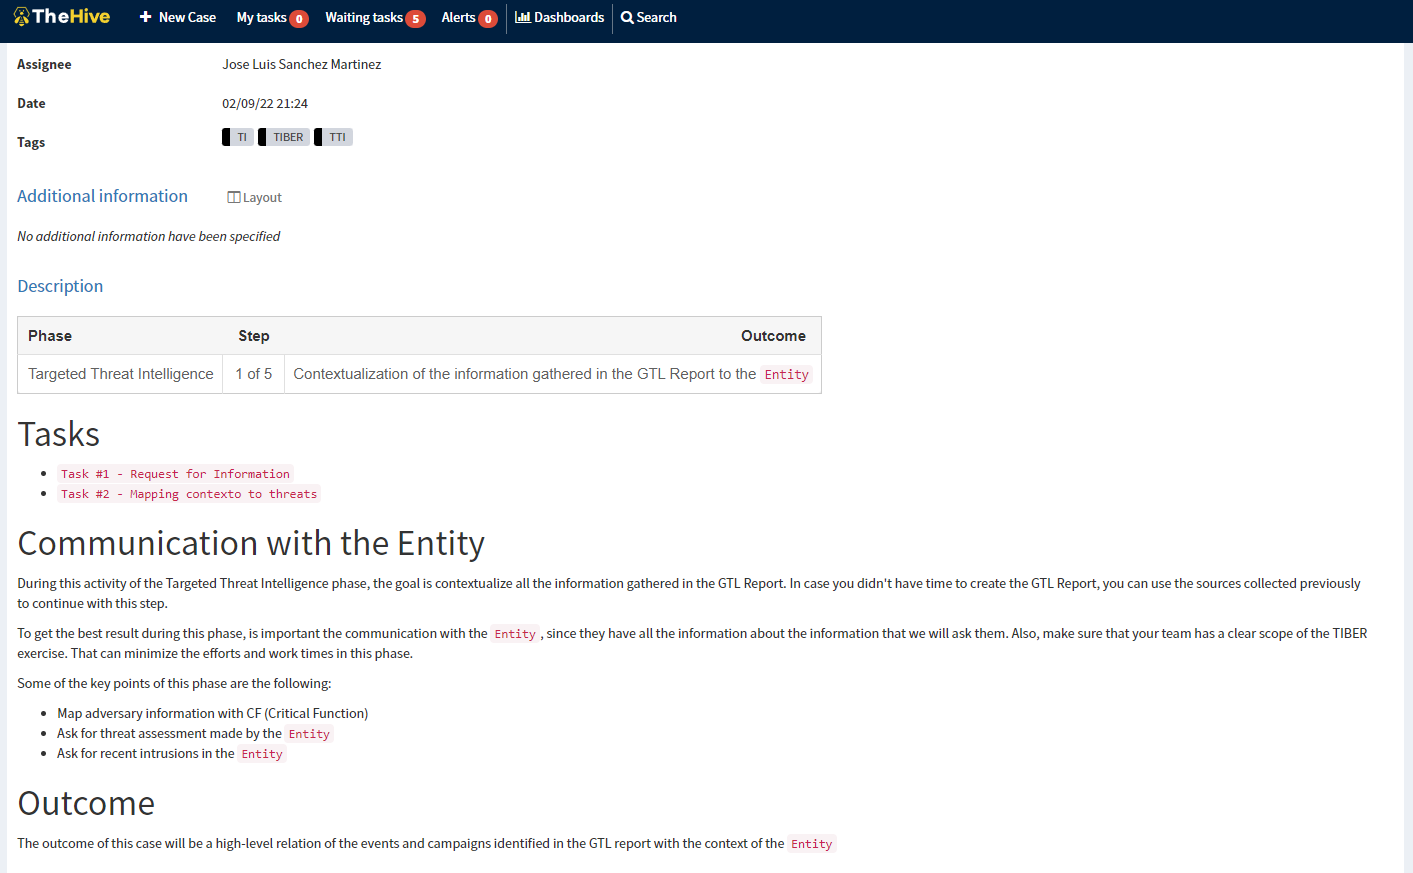 TheHive + New Case My tasks 0 Waiting tasks 5 Alerts 0 Dashboards Search
Assignee Jose Luis Sanchez Martinez
Date 02/09/22 21:24
Tags TI TIBER TTI
Additional information Layout
No additional information have been specified
Description
Phase Step Outcome
Targeted Threat Intelligence 1 of 5 Contextualization of the information gathered in the GTL Report to the Entity
Tasks
• Task #1 - Request for Information
• Task #2 - Mapping contexto to threats
Communication with the Entity
During this activity of the Targeted Threat Intelligence phase, the goal is contextualize all the information gathered in the GTL Report. In case you didn't have time to create the GTL Report, you can use the sources collected previously
to continue with this step.
To get the best result during this phase, is important the communication with the Entity , since they have all the information about the information that we will ask them. Also, make sure that your team has a clear scope of the TIBER
exercise. That can minimize the efforts and work times in this phase.
Some of the key points of this phase are the following:
• Map adversary information with CF (Critical Function)
• Ask for threat assessment made by the Entity
• Ask for recent intrusions in the Entity
Outcome
The outcome of this case will be a high-level relation of the events and campaigns identified in the GTL report with the context of the Entity